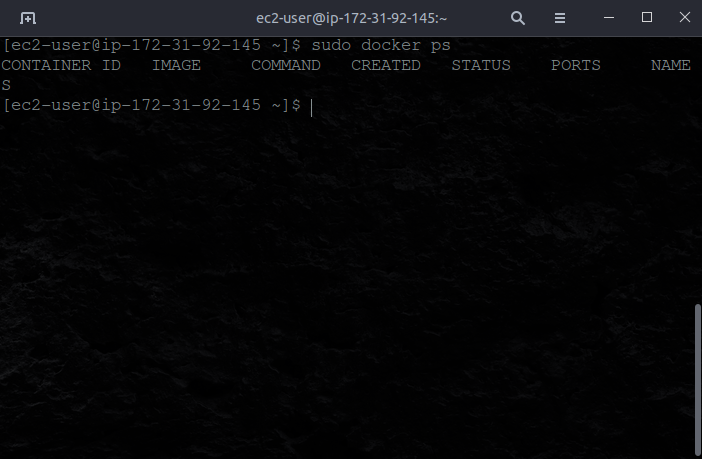 ec2-user@ip-172-31-92-145:~
[ec2-user@ip-172-31-92-145 ~]$ sudo docker ps
CONTAINER ID   IMAGE     COMMAND   CREATED   STATUS    PORTS     NAME
S
[ec2-user@ip-172-31-92-145 ~]$